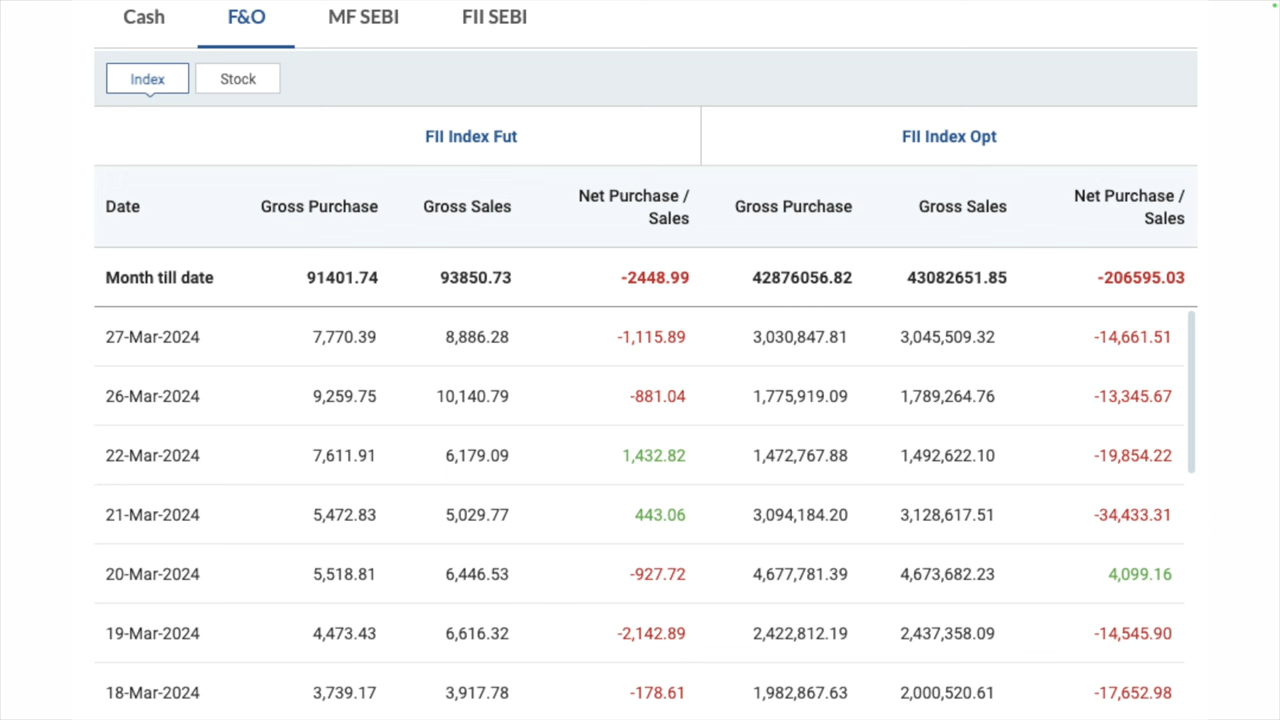 Cash F&O MF SEBI FII SEBI
Index Stock
FII Index Fut FII Index Opt
Date Gross Purchase Gross Sales Net Purchase / Sales Gross Purchase Gross Sales Net Purchase / Sales
Month till date 91401.74 93850.73 -2448.99 42876056.82 43082651.85 -206595.03
27-Mar-2024 7,770.39 8,886.28 -1,115.89 3,030,847.81 3,045,509.32 -14,661.51
26-Mar-2024 9,259.75 10,140.79 -881.04 1,775,919.09 1,789,264.76 -13,345.67
22-Mar-2024 7,611.91 6,179.09 1,432.82 1,472,767.88 1,492,622.10 -19,854.22
21-Mar-2024 5,472.83 5,029.77 443.06 3,094,184.20 3,128,617.51 -34,433.31
20-Mar-2024 5,518.81 6,446.53 -927.72 4,677,781.39 4,673,682.23 4,099.16
19-Mar-2024 4,473.43 6,616.32 -2,142.89 2,422,812.19 2,437,358.09 -14,545.90
18-Mar-2024 3,739.17 3,917.78 -178.61 1,982,867.63 2,000,520.61 -17,652.98